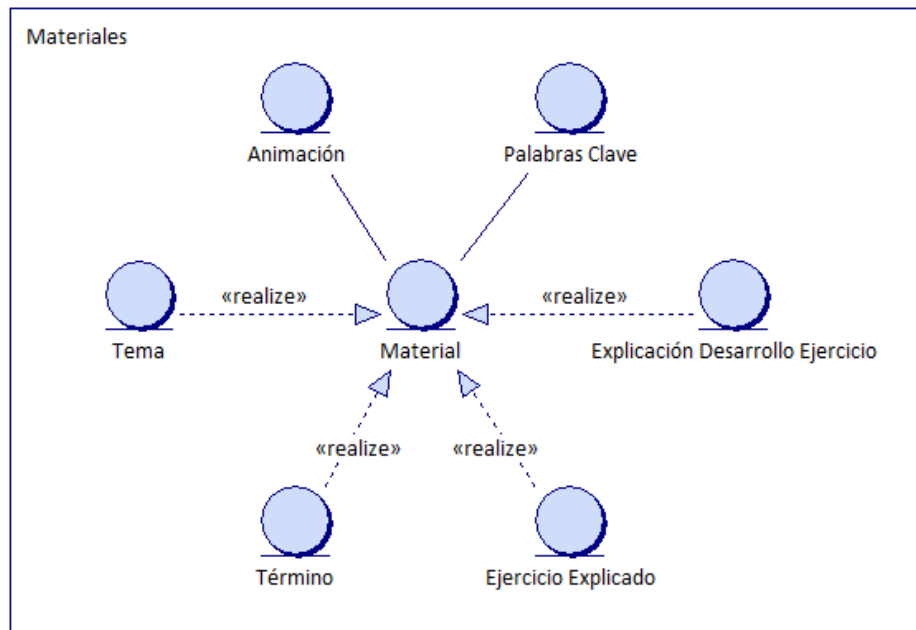 Materiales
Animación
Palabras Clave
«realize»
«realize»
Tema
Material
Explicación Desarrollo Ejercicio
«realize»
«realize»
Término
Ejercicio Explicado